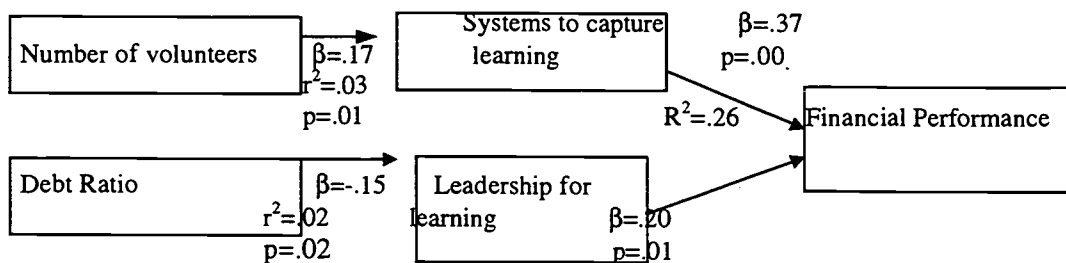 Number of volunteers
β=.17
r²=.03
p=.01
Systems to capture
learning
β=.37
p=.00.
R²=.26
Financial Performance
Debt Ratio
β=-.15
r²=.02
p=.02
Leadership for
learning
β=.20
p=.01